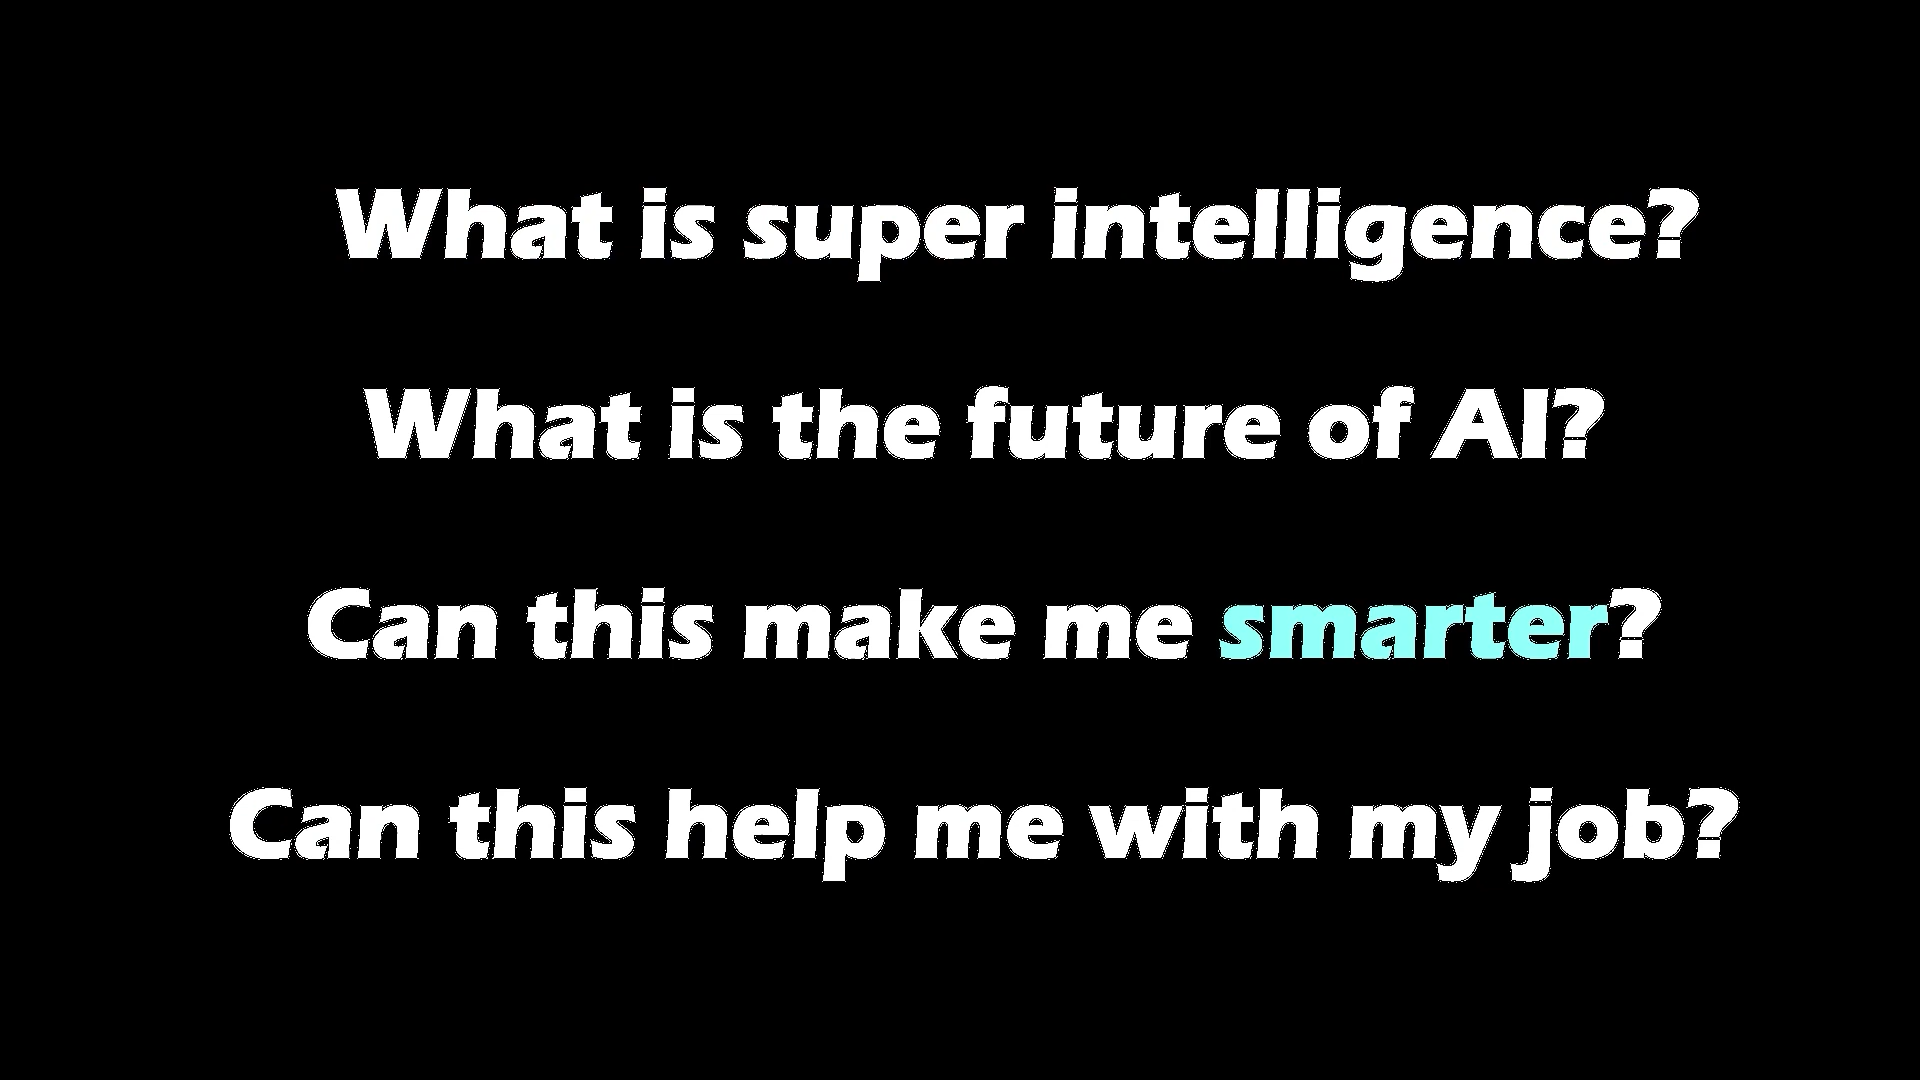 What is super intelligence?
What is the future of AI?
Can this make me smarter?
Can this help me with my job?